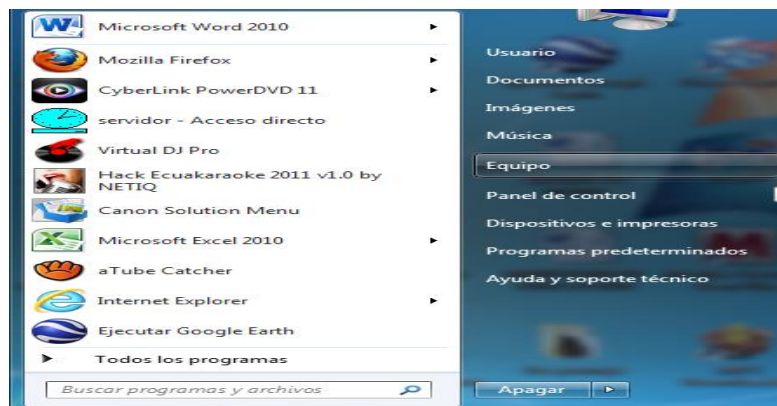 Microsoft Word 2010
Mozilla Firefox
CyberLink PowerDVD 11
servidor - Acceso directo
Virtual DJ Pro
Hack Ecuakaraoke 2011 v1.0 by
NETIQ
Canon Solution Menu
Microsoft Excel 2010
aTube Catcher
Internet Explorer
Ejecutar Google Earth
Todos los programas
Buscar programas y archivos
Usuario
Documentos
Imágenes
Música
Equipo
Panel de control
Dispositivos e impresoras
Programas predeterminados
Ayuda y soporte técnico
Apagar